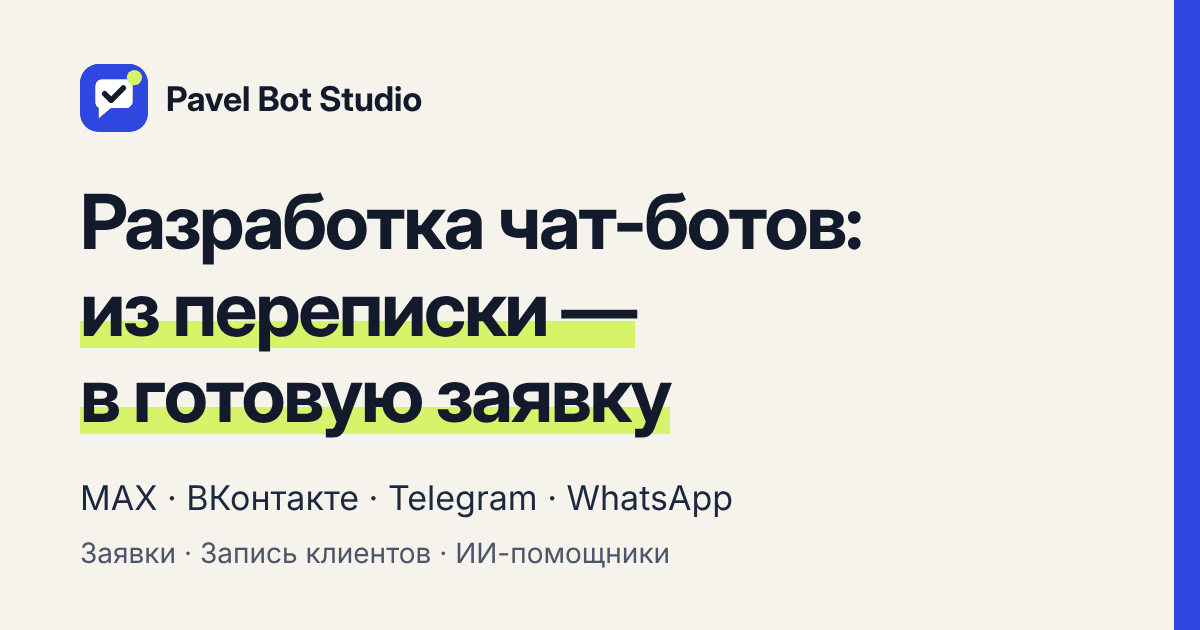 Pavel Bot Studio
Разработка чат-ботов:
из переписки —
в готовую заявку
MAX · ВКонтакте · Telegram · WhatsApp
Заявки · Запись клиентов · ИИ-помощники